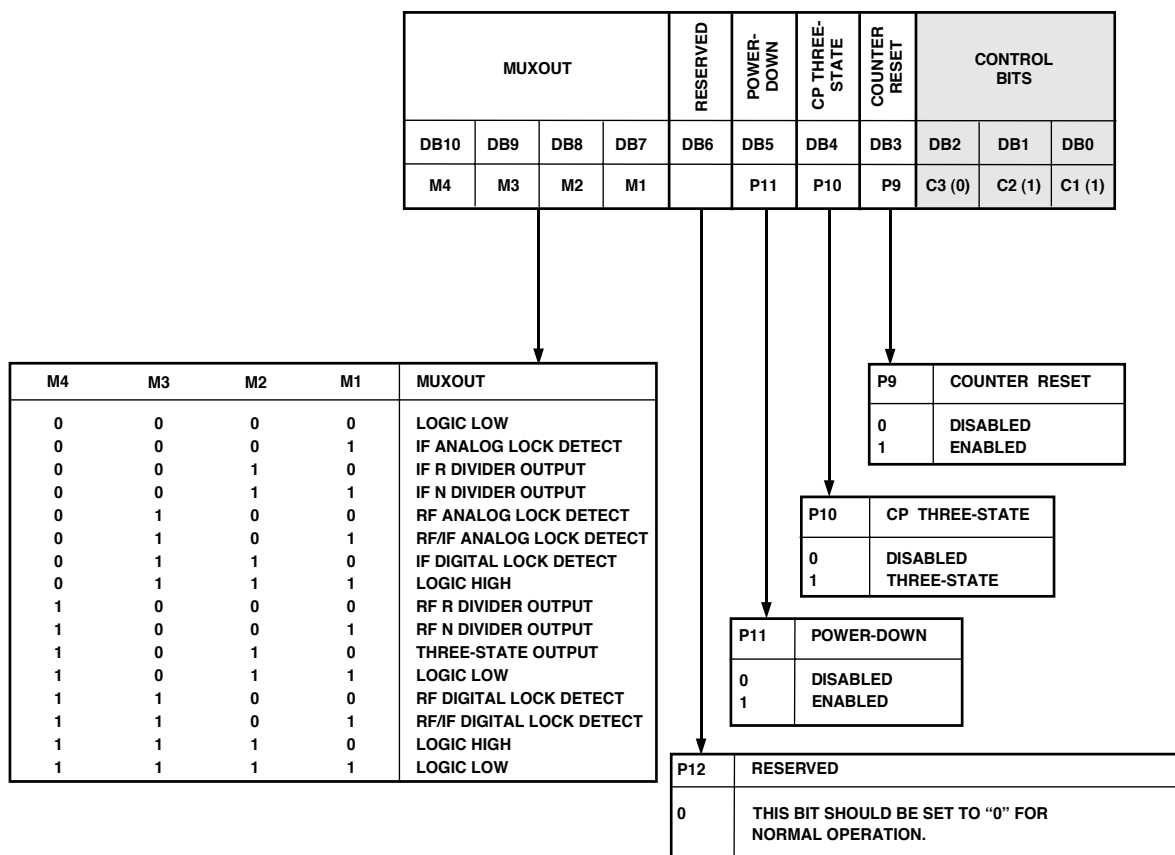 MUXOUT
RESERVED
POWER-
DOWN
CP THREE-
STATE
COUNTER
RESET
CONTROL
BITS
DB10 DB9 DB8 DB7 DB6 DB5 DB4 DB3 DB2 DB1 DB0
M4 M3 M2 M1 P11 P10 P9 C3 (0) C2 (1) C1 (1)
M4 M3 M2 M1 MUXOUT
0 0 0 0 LOGIC LOW
0 0 0 1 IF ANALOG LOCK DETECT
0 0 1 0 IF R DIVIDER OUTPUT
0 0 1 1 IF N DIVIDER OUTPUT
0 1 0 0 RF ANALOG LOCK DETECT
0 1 0 1 RF/IF ANALOG LOCK DETECT
0 1 1 0 IF DIGITAL LOCK DETECT
0 1 1 1 LOGIC HIGH
1 0 0 0 RF R DIVIDER OUTPUT
1 0 0 1 RF N DIVIDER OUTPUT
1 0 1 0 THREE-STATE OUTPUT
1 0 1 1 LOGIC LOW
1 1 0 0 RF DIGITAL LOCK DETECT
1 1 0 1 RF/IF DIGITAL LOCK DETECT
1 1 1 0 LOGIC HIGH
1 1 1 1 LOGIC LOW
P9 COUNTER RESET
0 DISABLED
1 ENABLED
P10 CP THREE-STATE
0 DISABLED
1 THREE-STATE
P11 POWER-DOWN
0 DISABLED
1 ENABLED
P12 RESERVED
0 THIS BIT SHOULD BE SET TO “0” FOR
NORMAL OPERATION.